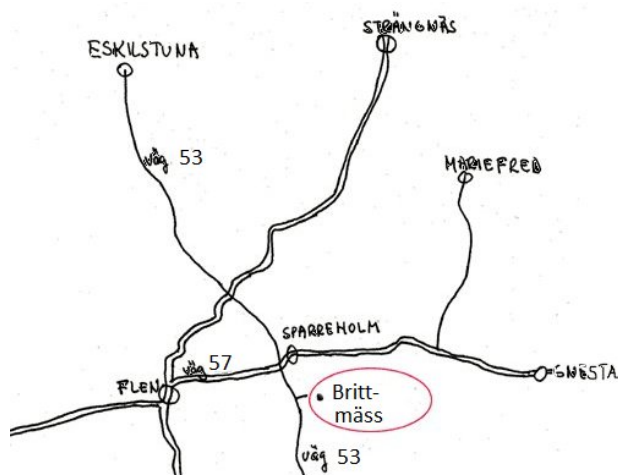 STRÄNGNÄS
ESKILSTUNA
väg 53
MARIEFRED
SPARREHOLM
väg 57
FLEN
GNESTA
Britt-
mäss
väg 53